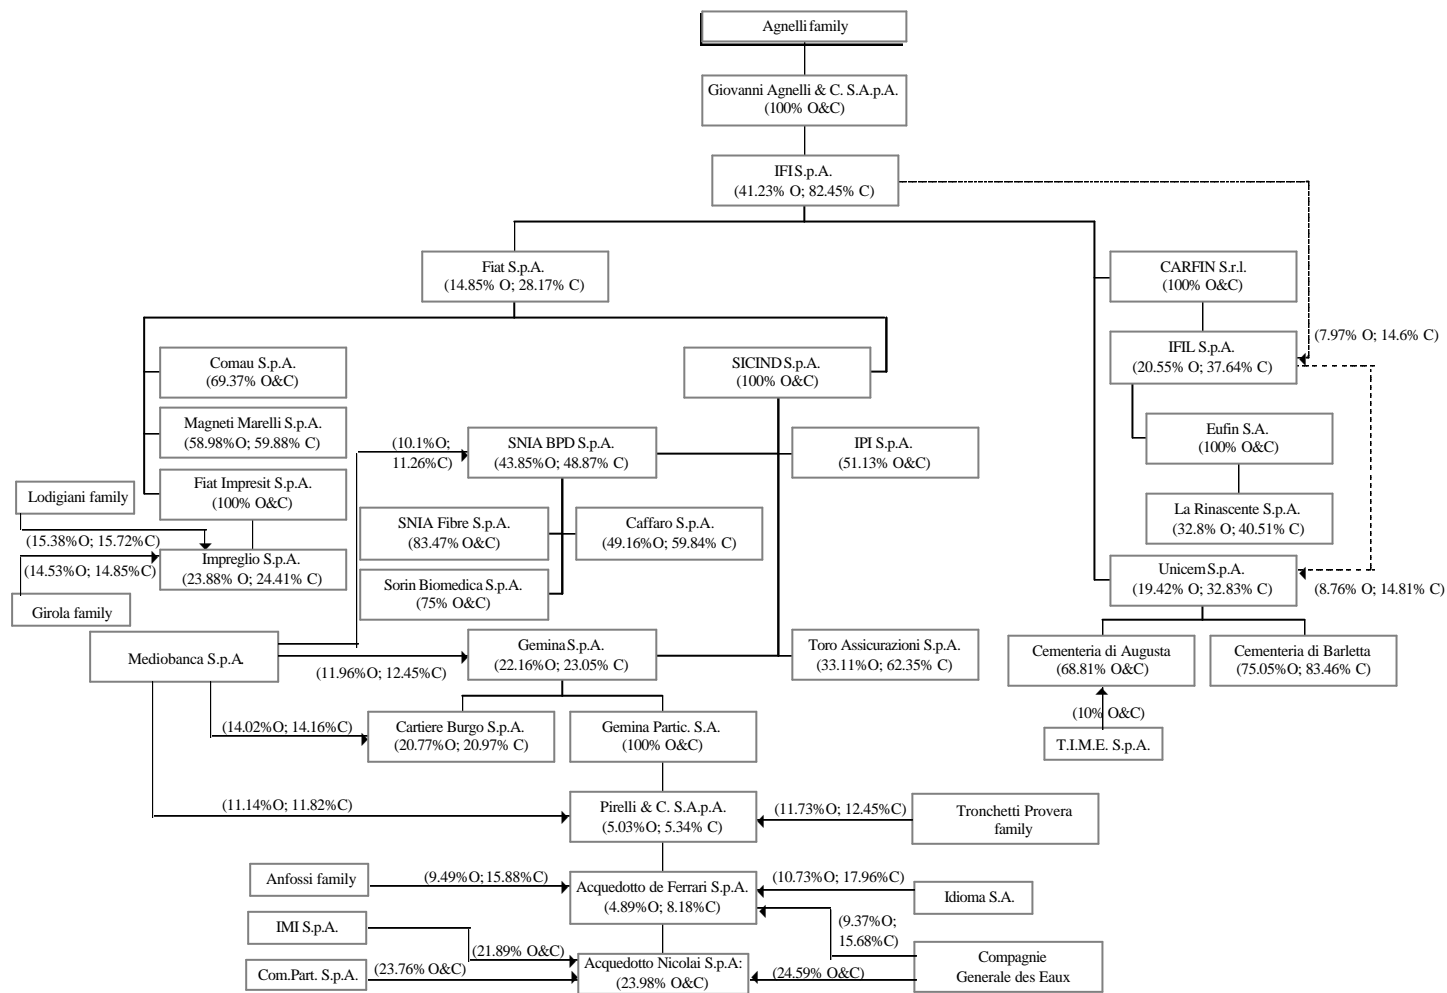 Agnelli family
Giovanni Agnelli & C. S.A.p.A.
(100% O&C)
IFI S.p.A.
(41.23% O; 82.45% C)
Fiat S.p.A.
(14.85% O; 28.17% C)
CARFIN S.r.l.
(100% O&C)
(7.97% O; 14.6% C)
Comau S.p.A.
(69.37% O&C)
SICIND S.p.A.
(100% O&C)
IFIL S.p.A.
(20.55% O; 37.64% C)
Magneti Marelli S.p.A.
(58.98%O; 59.88% C)
(10.1%O;
11.26%C)
SNIA BPD S.p.A.
(43.85%O; 48.87% C)
IPI S.p.A.
(51.13% O&C)
Eufin S.A.
(100% O&C)
Lodigiani family
Fiat Impresit S.p.A.
(100% O&C)
SNIA Fibre S.p.A.
(83.47% O&C)
Caffaro S.p.A.
(49.16%O; 59.84% C)
La Rinascente S.p.A.
(32.8% O; 40.51% C)
(15.38%O; 15.72%C)
(14.53%O; 14.85%C)
Impreglio S.p.A.
(23.88% O; 24.41% C)
Girola family
Sorin Biomedica S.p.A.
(75% O&C)
Unicem S.p.A.
(19.42% O; 32.83% C)
(8.76% O; 14.81% C)
Mediobanca S.p.A.
(11.96%O; 12.45%C)
Gemina S.p.A.
(22.16%O; 23.05% C)
Toro Assicurazioni S.p.A.
(33.11%O; 62.35% C)
Cementeria di Augusta
(68.81% O&C)
Cementeria di Barletta
(75.05%O; 83.46% C)
(14.02%O; 14.16%C)
Cartiere Burgo S.p.A.
(20.77%O; 20.97% C)
Gemina Partic. S.A.
(100% O&C)
(10% O&C)
T.I.M.E. S.p.A.
(11.14%O; 11.82%C)
Pirelli & C. S.A.p.A.
(5.03%O; 5.34% C)
(11.73%O; 12.45%C)
Tronchetti Provera
family
Anfossi family
(9.49%O; 15.88%C)
Acquedotto de Ferrari S.p.A.
(4.89%O; 8.18%C)
(10.73%O; 17.96%C)
Idioma S.A.
IMI S.p.A.
(21.89% O&C)
(9.37%O;
15.68%C)
Com.Part. S.p.A.
(23.76% O&C)
Acquedotto Nicolai S.p.A:
(23.98% O&C)
(24.59% O&C)
Compagnie
Generale des Eaux